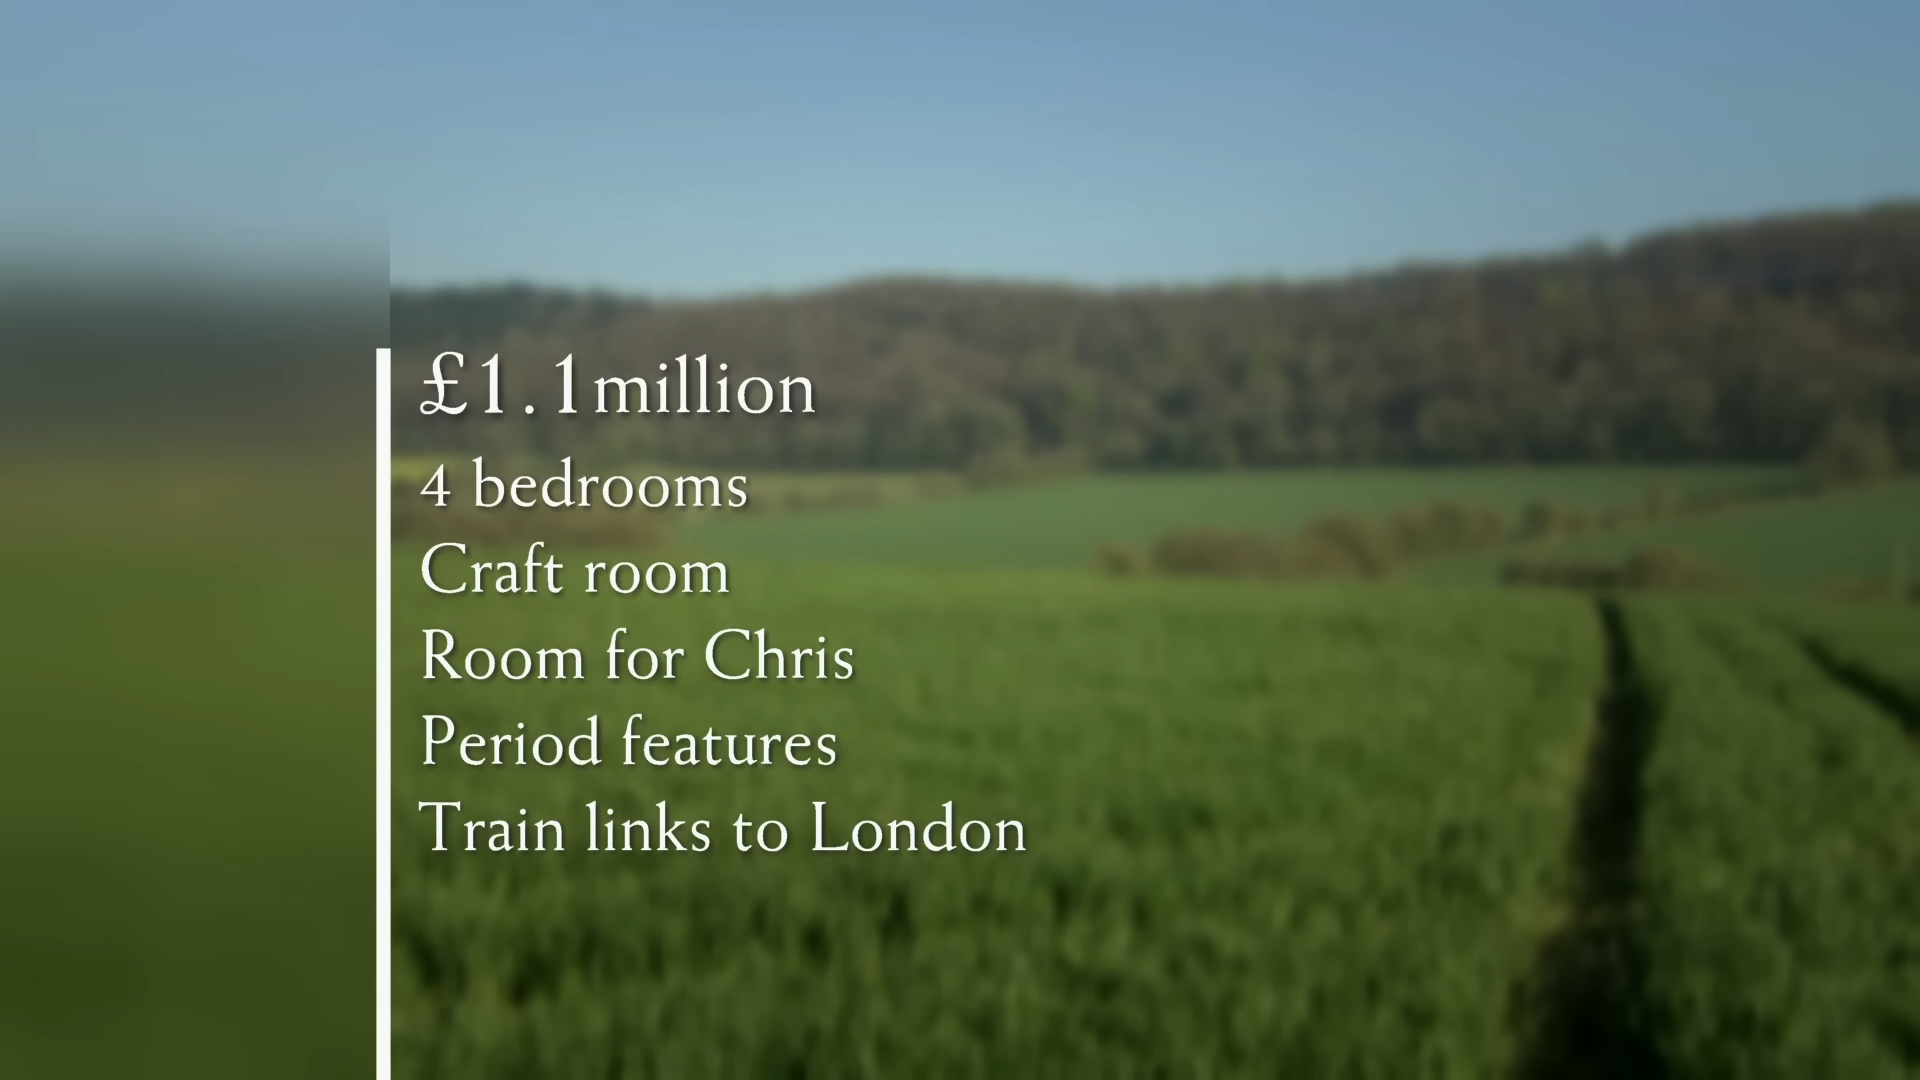 £1.1million
4 bedrooms
Craft room
Room for Chris
Period features
Train links to London